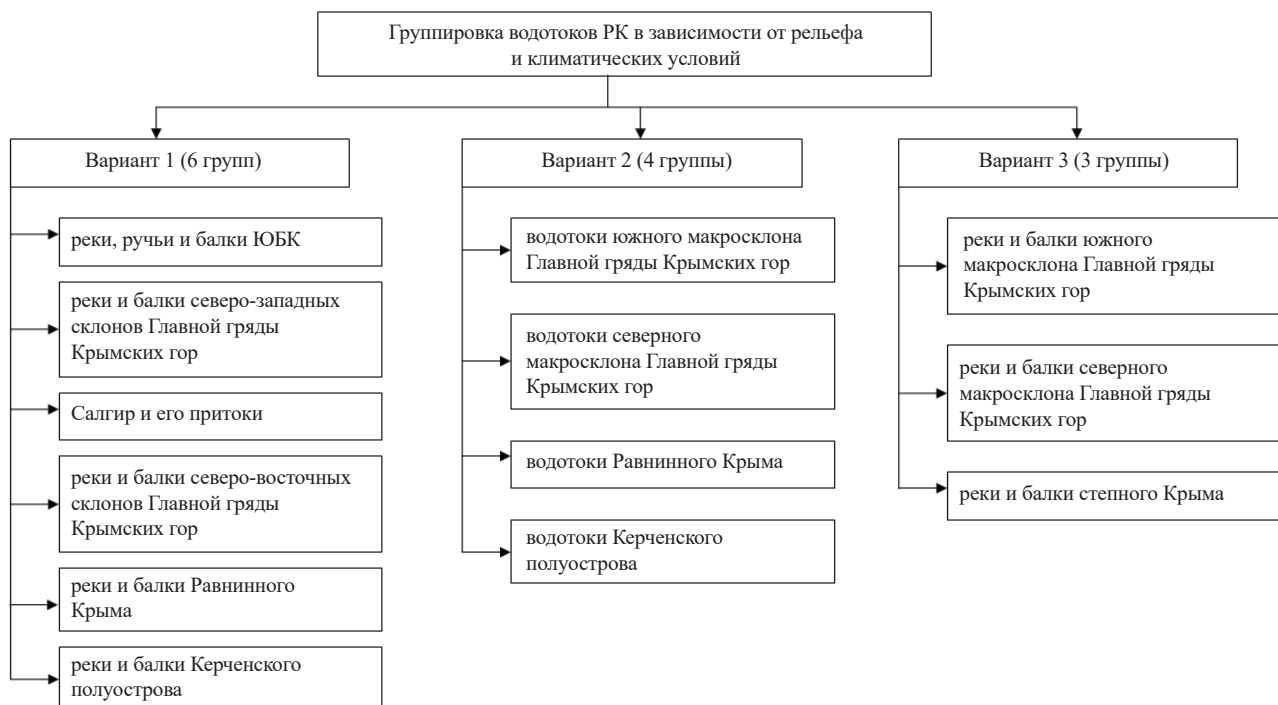 Группировка водотоков РК в зависимости от рельефа
и климатических условий
Вариант 1 (6 групп)
реки, ручьи и балки ЮБК
реки и балки северо-западных
склонов Главной гряды
Крымских гор
Салгир и его притоки
реки и балки северо-восточных
склонов Главной гряды
Крымских гор
реки и балки Равнинного
Крыма
реки и балки Керченского
полуострова
Вариант 2 (4 группы)
водотоки южного макросклона
Главной гряды Крымских гор
водотоки северного
макросклона Главной гряды
Крымских гор
водотоки Равнинного Крыма
водотоки Керченского
полуострова
Вариант 3 (3 группы)
реки и балки южного
макросклона Главной гряды
Крымских гор
реки и балки северного
макросклона Главной гряды
Крымских гор
реки и балки степного Крыма